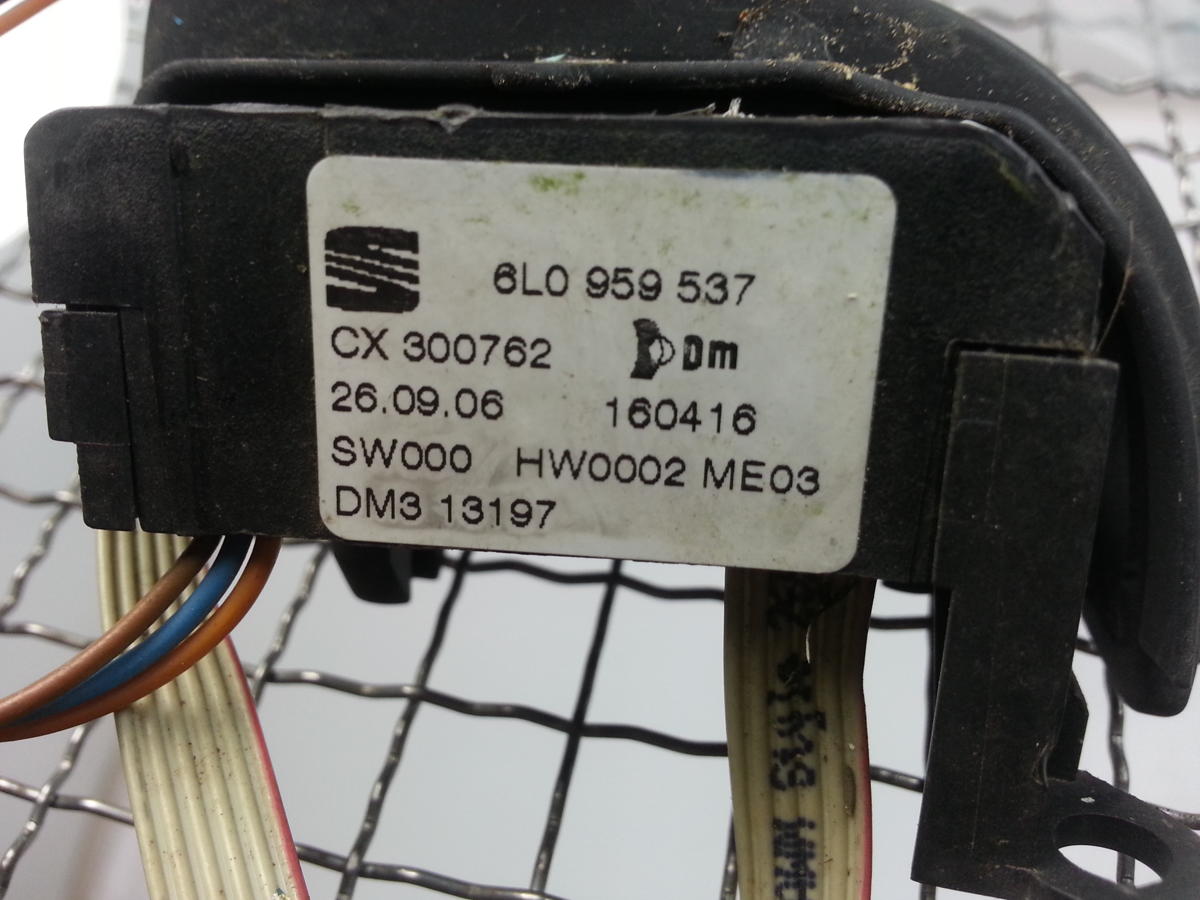 6L0 959 537
CX 300762 Dm
26.09.06 160416
SW000 HW0002 ME03
DM3 13197